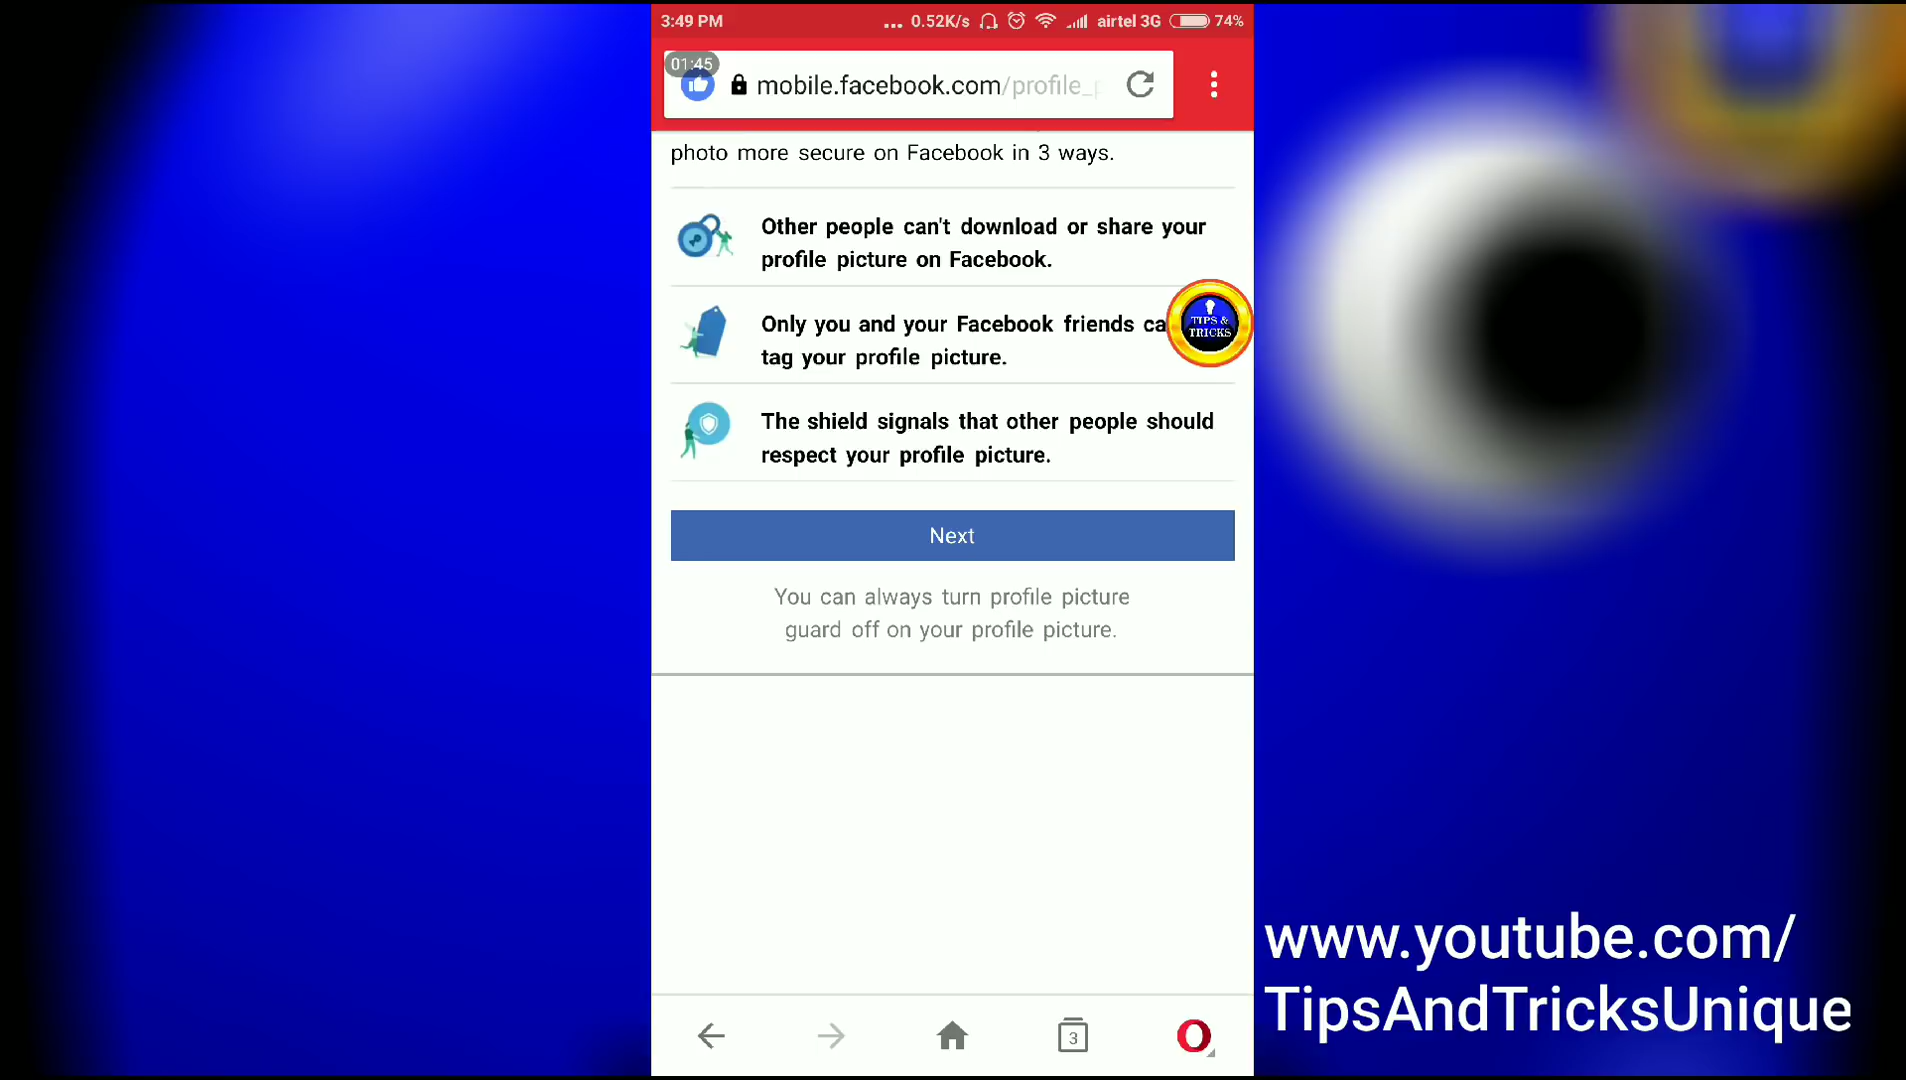 3:49 PM ... 0.52K/s airtel 3G 74%
01:45
mobile.facebook.com/profile_p
photo more secure on Facebook in 3 ways.
Other people can't download or share your
profile picture on Facebook.
Only you and your Facebook friends ca
tag your profile picture.
TIPS &
TRICKS
The shield signals that other people should
respect your profile picture.
Next
You can always turn profile picture
guard off on your profile picture.
3
www.youtube.com/
TipsAndTricksUnique